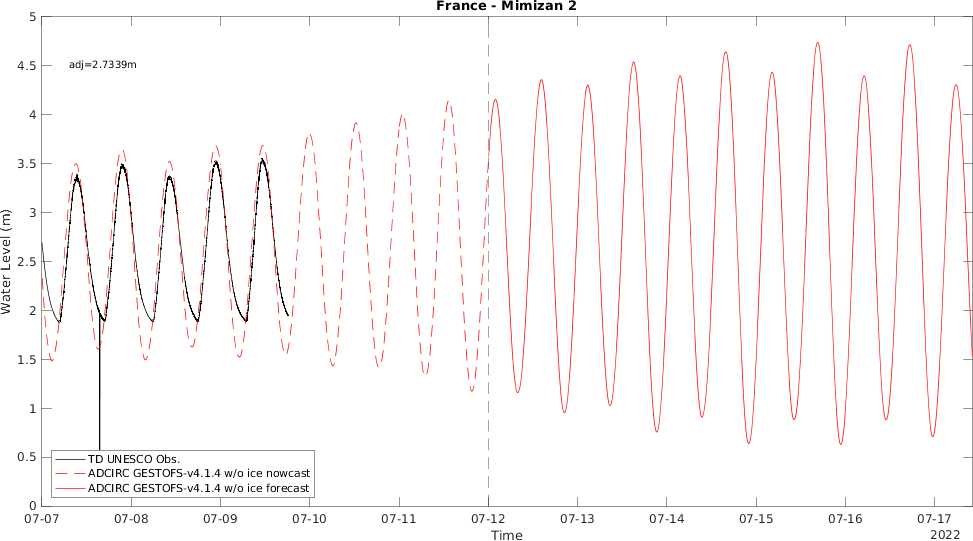 France - Mimizan 2
5
4.5
4
3.5
3
2.5
2
1.5
1
0.5
0
Water Level (m)
adj=2.7339m
TD UNESCO Obs.
ADCIRC GESTOFS-v4.1.4 w/o ice nowcast
ADCIRC GESTOFS-v4.1.4 w/o ice forecast
07-07 07-08 07-09 07-10 07-11 07-12 07-13 07-14 07-15 07-16 07-17
Time
2022